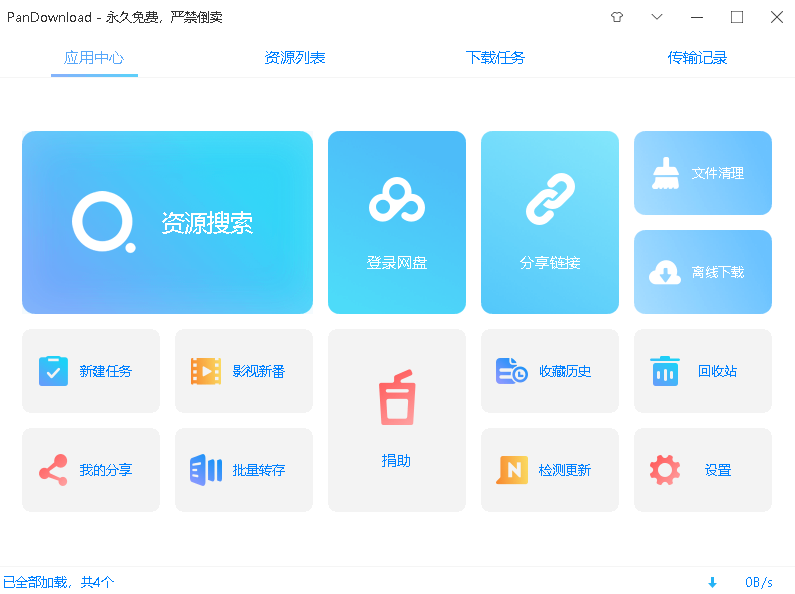 PanDownload - 永久免费，严禁倒卖
应用中心
资源列表
下载任务
传输记录
资源搜索
登录网盘
分享链接
文件清理
离线下载
新建任务
影视新番
捐助
收藏历史
回收站
我的分享
批量转存
N
检测更新
设置
已全部加载，共4个
0B/s